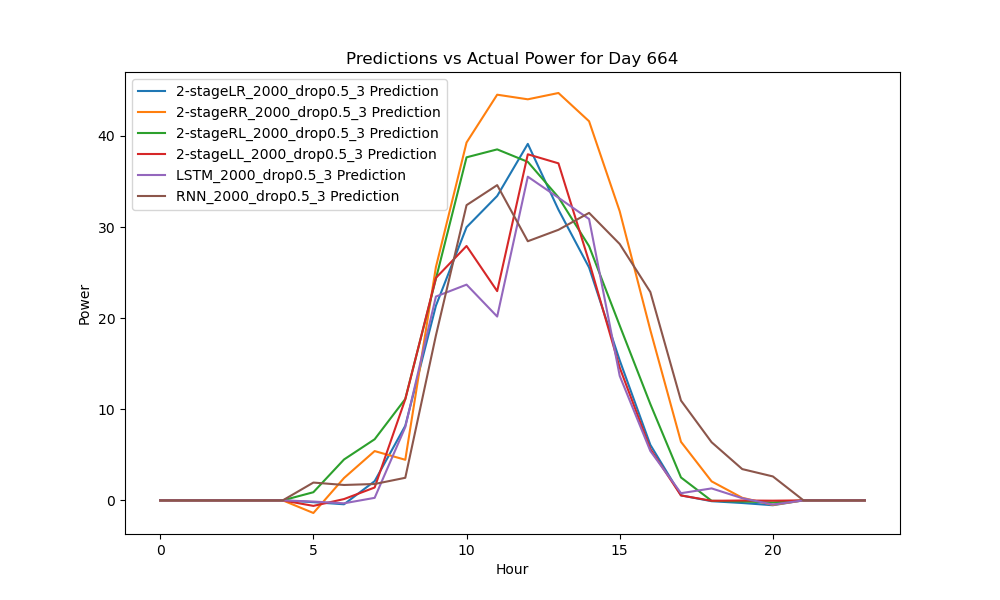 Predictions vs Actual Power for Day 664
2-stageLR_2000_drop0.5_3 Prediction
2-stageRR_2000_drop0.5_3 Prediction
2-stageRL_2000_drop0.5_3 Prediction
2-stageLL_2000_drop0.5_3 Prediction
LSTM_2000_drop0.5_3 Prediction
RNN_2000_drop0.5_3 Prediction
Power
40
30
20
10
0
0 5 10 15 20
Hour